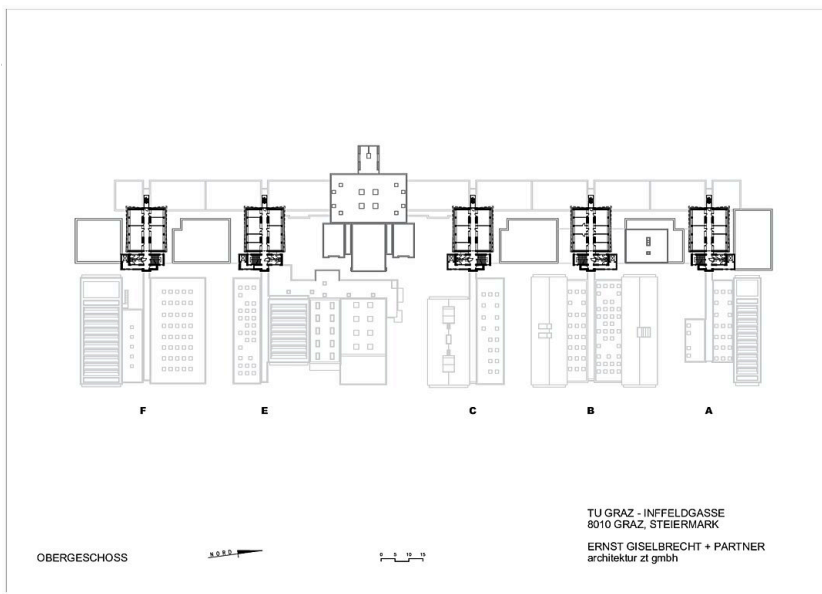 F E C B A
TU GRAZ - INFFELDGASSE
8010 GRAZ, STEIERMARK
ERNST GISELBRECHT + PARTNER
architektur zt gmbh
OBERGESCHOSS
NORD
0 5 10 15